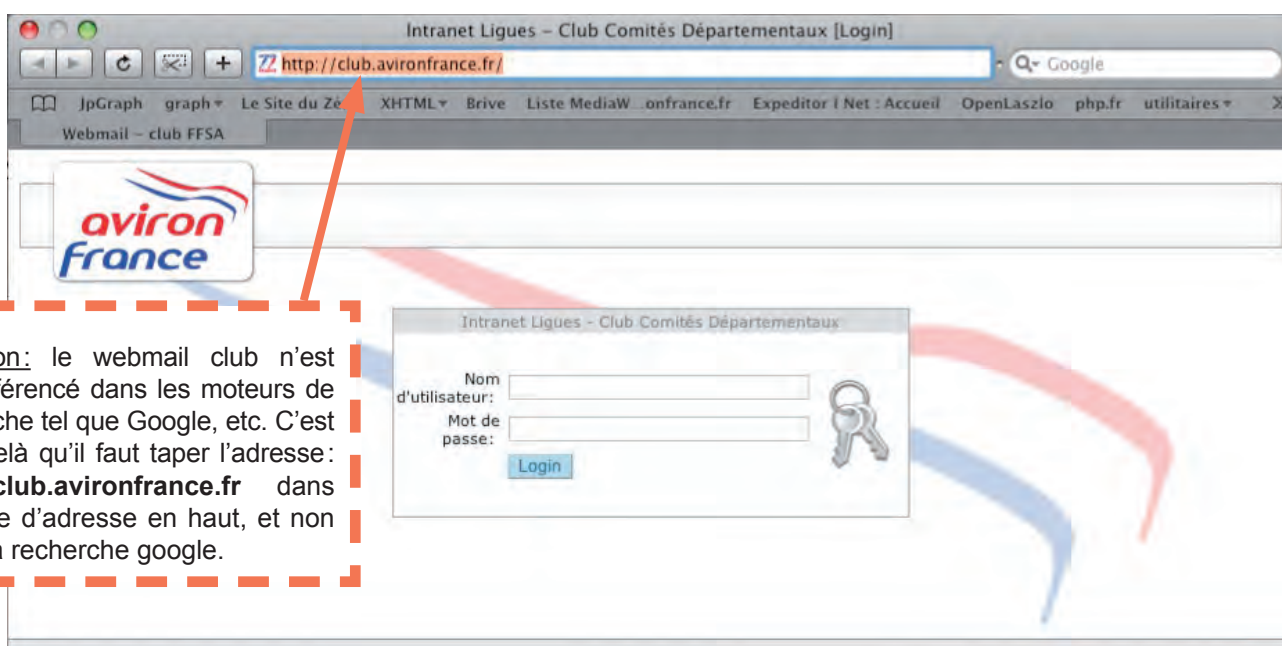 Intranet Ligues – Club Comités Départementaux [Login]
http://club.avironfrance.fr/
Google
JpGraph graph Le Site du Zé XHTML Brive Liste MediaW...onfrance.fr Expeditor i Net : Accueil OpenLaszlo php.fr utilitaires
Webmail – club FFSA
aviron
france
Intranet Ligues - Club Comités Départementaux
Nom
d'utilisateur:
Mot de
passe:
Login
on : le webmail club n'est
férencé dans les moteurs de
che tel que Google, etc. C'est
elà qu'il faut taper l'adresse :
club.avironfrance.fr dans
e d'adresse en haut, et non
a recherche google.